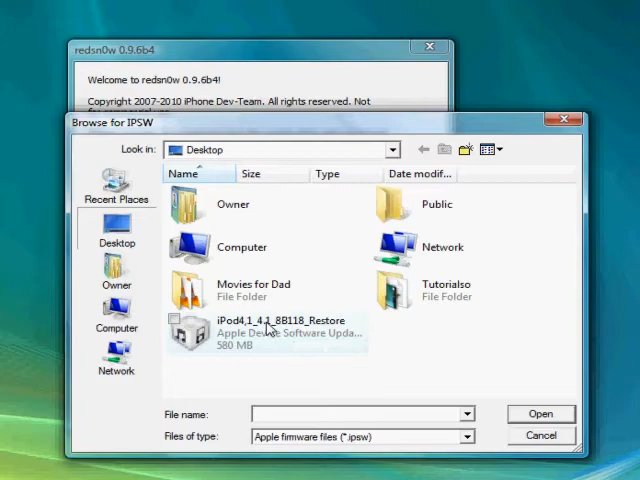 redsn0w 0.9.6b4
Welcome to redsn0w 0.9.6b4!
Copyright 2007-2010 iPhone Dev-Team. All rights reserved. Not
Browse for IPSW
Look in:
Desktop
Name Size Type Date modif...
Recent Places
Desktop
Owner
Computer
Network
Owner
Public
Computer
Network
Movies for Dad
File Folder
Tutorialso
File Folder
iPod4,1_4.1_8B118_Restore
Apple Device Software Upda...
580 MB
File name:
Open
Files of type:
Apple firmware files (*.ipsw)
Cancel